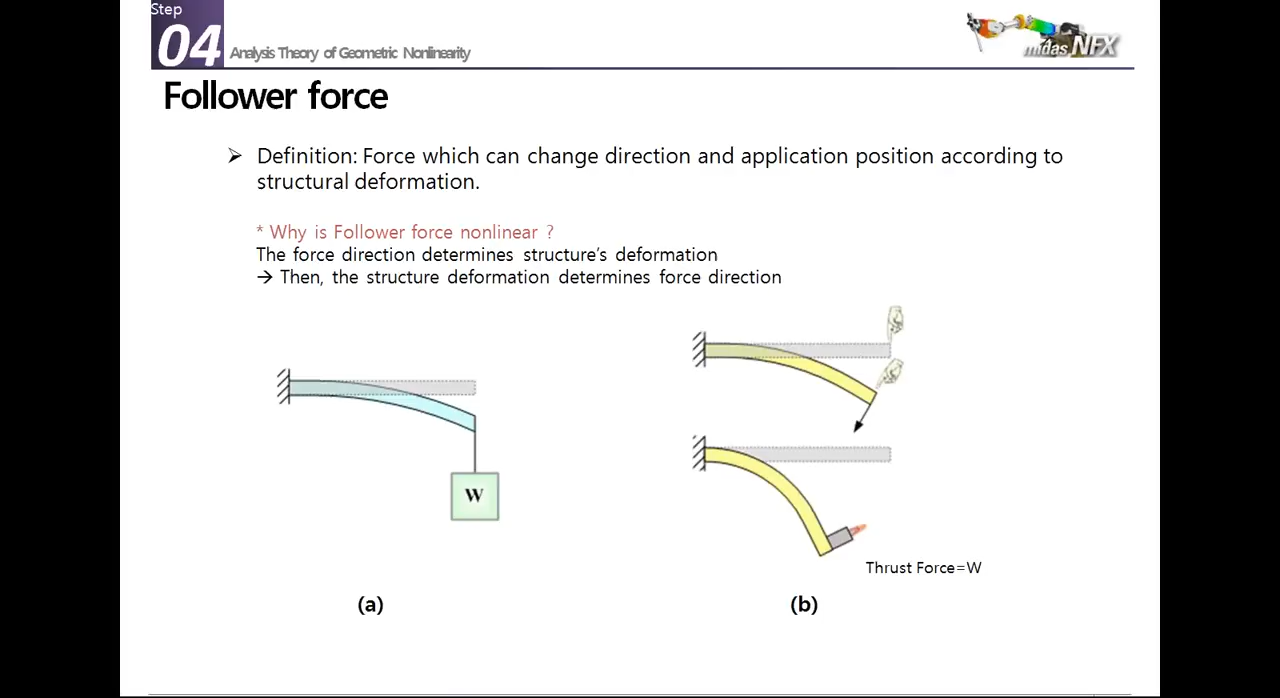 Step
04
Analysis Theory of Geometric Nonlinearity
midas NFX
Follower force
➢ Definition: Force which can change direction and application position according to
structural deformation.
* Why is Follower force nonlinear ?
The force direction determines structure's deformation
→ Then, the structure deformation determines force direction
W
Thrust Force=W
(a)
(b)